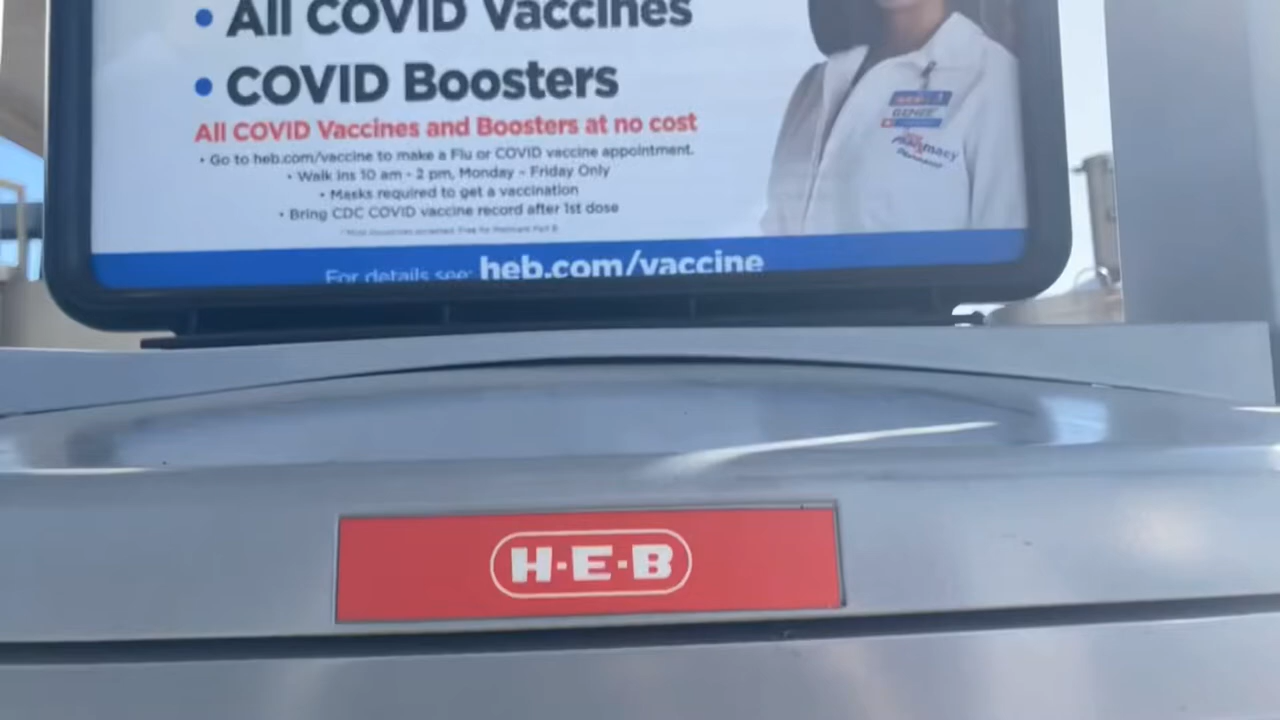 • All COVID Vaccines
• COVID Boosters
All COVID Vaccines and Boosters at no cost
• Go to heb.com/vaccine to make a Flu or COVID vaccine appointment.
• Walk Ins 10 am - 2 pm, Monday - Friday Only
• Masks required to get a vaccination
• Bring CDC COVID vaccine record after 1st dose
For details see: heb.com/vaccine
Pharmacy
H-E-B